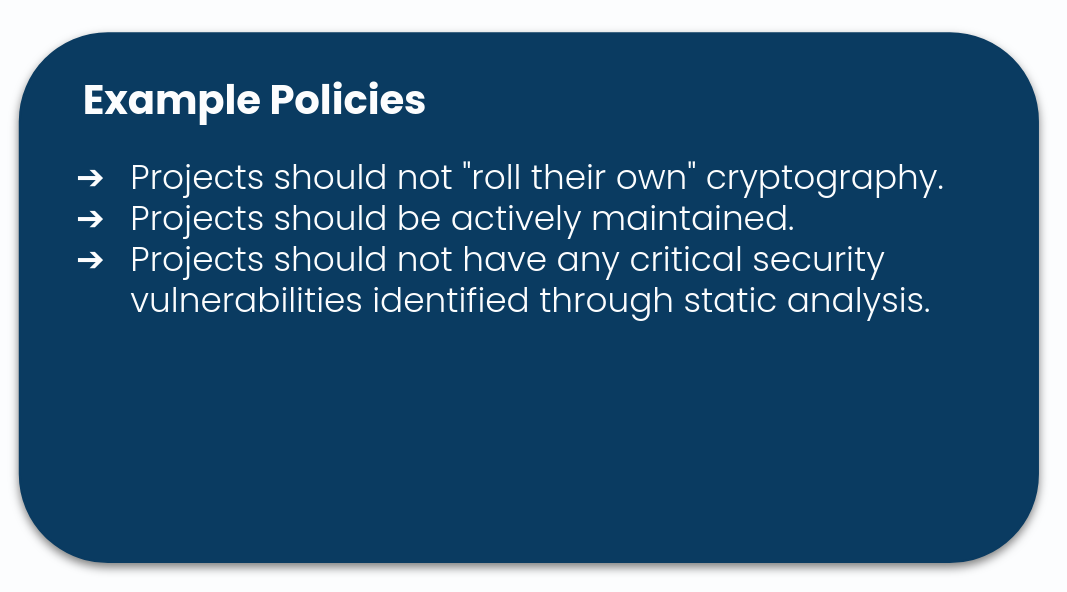 Example Policies
➔ Projects should not "roll their own" cryptography.
➔ Projects should be actively maintained.
➔ Projects should not have any critical security
vulnerabilities identified through static analysis.